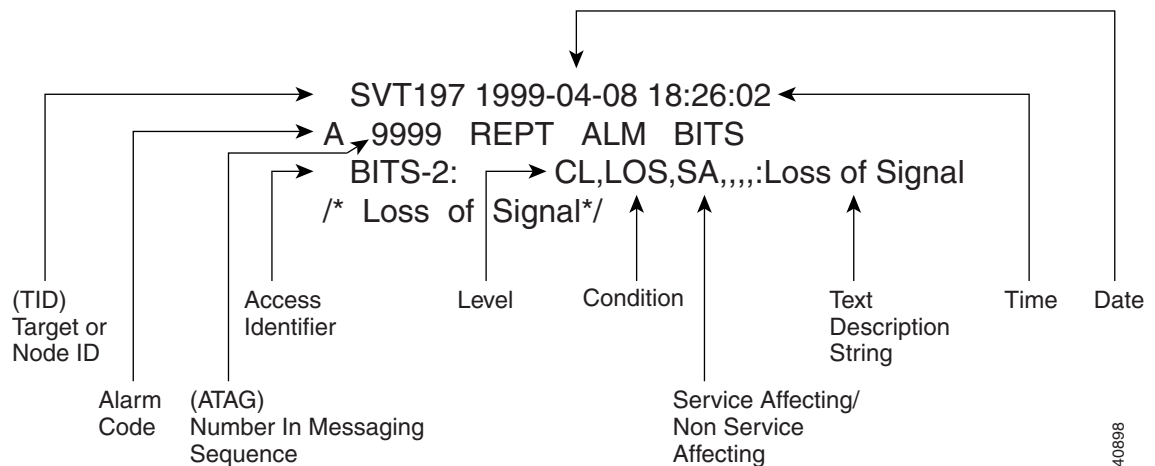 SVT197 1999-04-08 18:26:02
A 9999 REPT ALM BITS
BITS-2: CL,LOS,SA,,,,:Loss of Signal
/* Loss of Signal*/
(TID)
Target or
Node ID
Access
Identifier
Level
Condition
Text
Description
String
Time
Date
Alarm
Code
(ATAG)
Number In Messaging
Sequence
Service Affecting/
Non Service
Affecting
40898